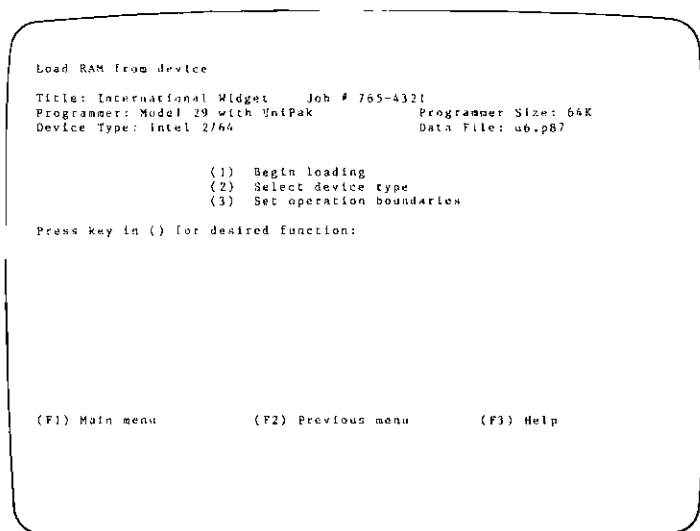 Load RAM from device
Title: International Widget Job # 765-4321
Programmer: Model 29 with UniPak Programmer Size: 64K
Device Type: Intel 2764 Data File: u6.p87
(1) Begin loading
(2) Select device type
(3) Set operation boundaries
Press key in () for desired function:
(F1) Main menu (F2) Previous menu (F3) Help